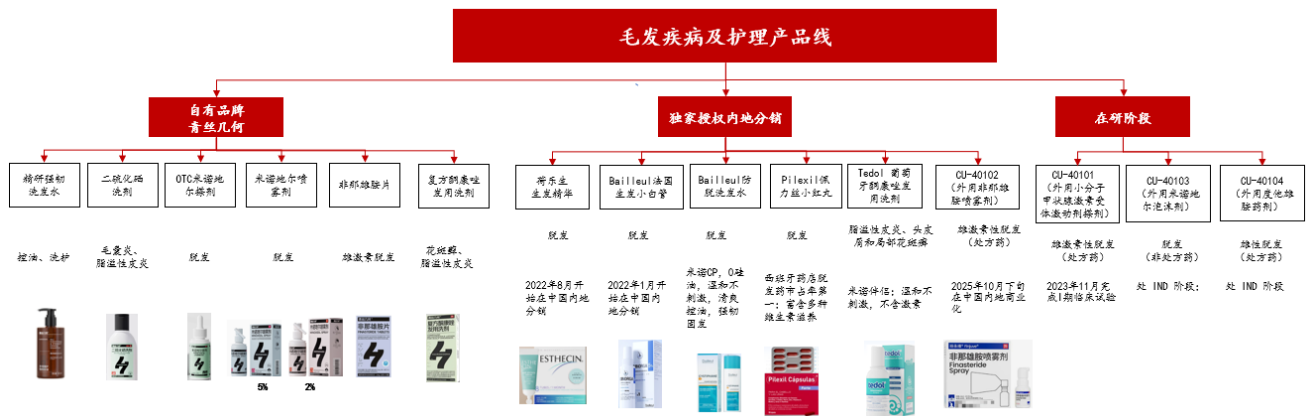 毛发疾病及护理产品线
自有品牌
青丝几何
独家授权内地分销
在研阶段
精研强韧
洗发水
二硫化硒
洗剂
OTC米诺地
尔搽剂
米诺地尔喷
雾剂
非那雄胺片
复方酮康唑
发用洗剂
荷乐生
生发精华
Bailleul法国
生发小白管
Bailleul防
脱洗发水
Pilexil佩
力兹小红丸
Tedol 葡萄
牙酮康唑发
用洗剂
CU-40102
(外用非那雄
胺喷雾剂)
CU-40101
(外用小分子
甲状腺激素受
体激动剂搽剂)
CU-40103
(外用米诺地
尔泡沫剂)
CU-40104
(外用度他雄
胺药剂)
控油、洗护
毛囊炎、
脂溢性皮炎
脱发
脱发
雄激素脱发
花斑癣、
脂溢性皮炎
脱发
脱发
脱发
脱发
脂溢性皮炎、头皮
屑和局部花斑癣
雄激素性脱发
(处方药)
雄激素性脱发
(处方药)
脱发
(非处方药)
雄性脱发
(处方药)
2022年8月开
始在中国内地
分销
2022年1月开
始在中国内
地分销
米诺CP, 0硅
油, 温和不
刺激, 清爽
控油, 强韧
固发
西班牙药店脱
发药市占率第
一; 富含多种
维生素滋养
米诺伴侣; 温和不
刺激, 不含激素
2025年10月下旬
在中国内地商业
化
2023年11月完
成I期临床试验
处 IND 阶段;
处 IND 阶段
5%
2%
非那雄胺片
复方酮康唑
发用洗剂
ESTHECIN
Pilexil Cápsulas
tedol
非那雄胺喷雾剂
Finasteride
Spray